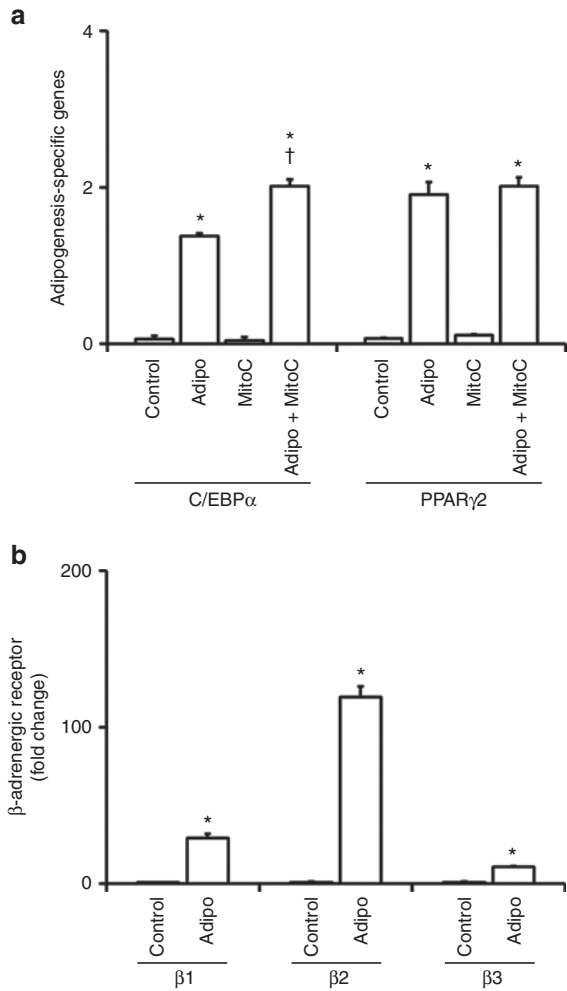 a
Adipogenesis-specific genes
4
2
0
*
*
†
*
*
Control
Adipo
MitoC
Adipo + MitoC
Control
Adipo
MitoC
Adipo + MitoC
C/EBPα
PPARγ2
b
β-adrenergic receptor
(fold change)
200
100
0
*
*
*
Control
Adipo
Control
Adipo
Control
Adipo
β1
β2
β3